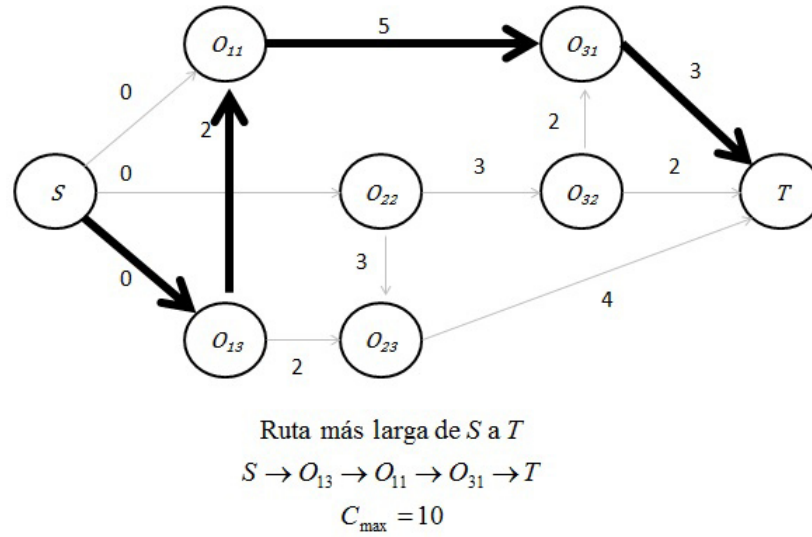 O₁₁ 5 O₃₁
0 2 2 3
S 0 O₂₂ 3 O₃₂ 2 T
0 3 4
O₁₃ 2 O₂₃
Ruta más larga de S a T
S → O₁₃ → O₁₁ → O₃₁ → T
C_max = 10